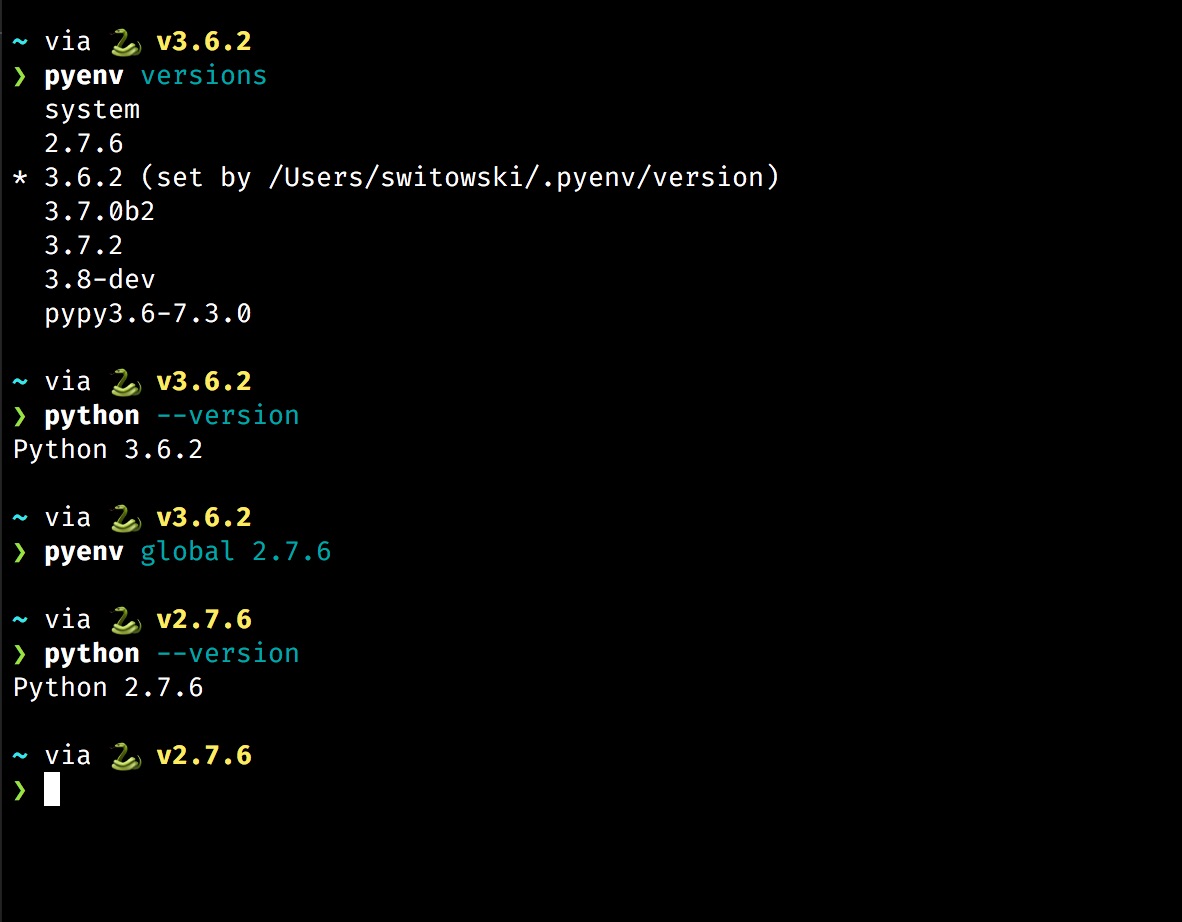 ~ via 🐍 v3.6.2
❯ pyenv versions
  system
  2.7.6
* 3.6.2 (set by /Users/switowski/.pyenv/version)
  3.7.0b2
  3.7.2
  3.8-dev
  pypy3.6-7.3.0

~ via 🐍 v3.6.2
❯ python --version
Python 3.6.2

~ via 🐍 v3.6.2
❯ pyenv global 2.7.6

~ via 🐍 v2.7.6
❯ python --version
Python 2.7.6

~ via 🐍 v2.7.6
❯